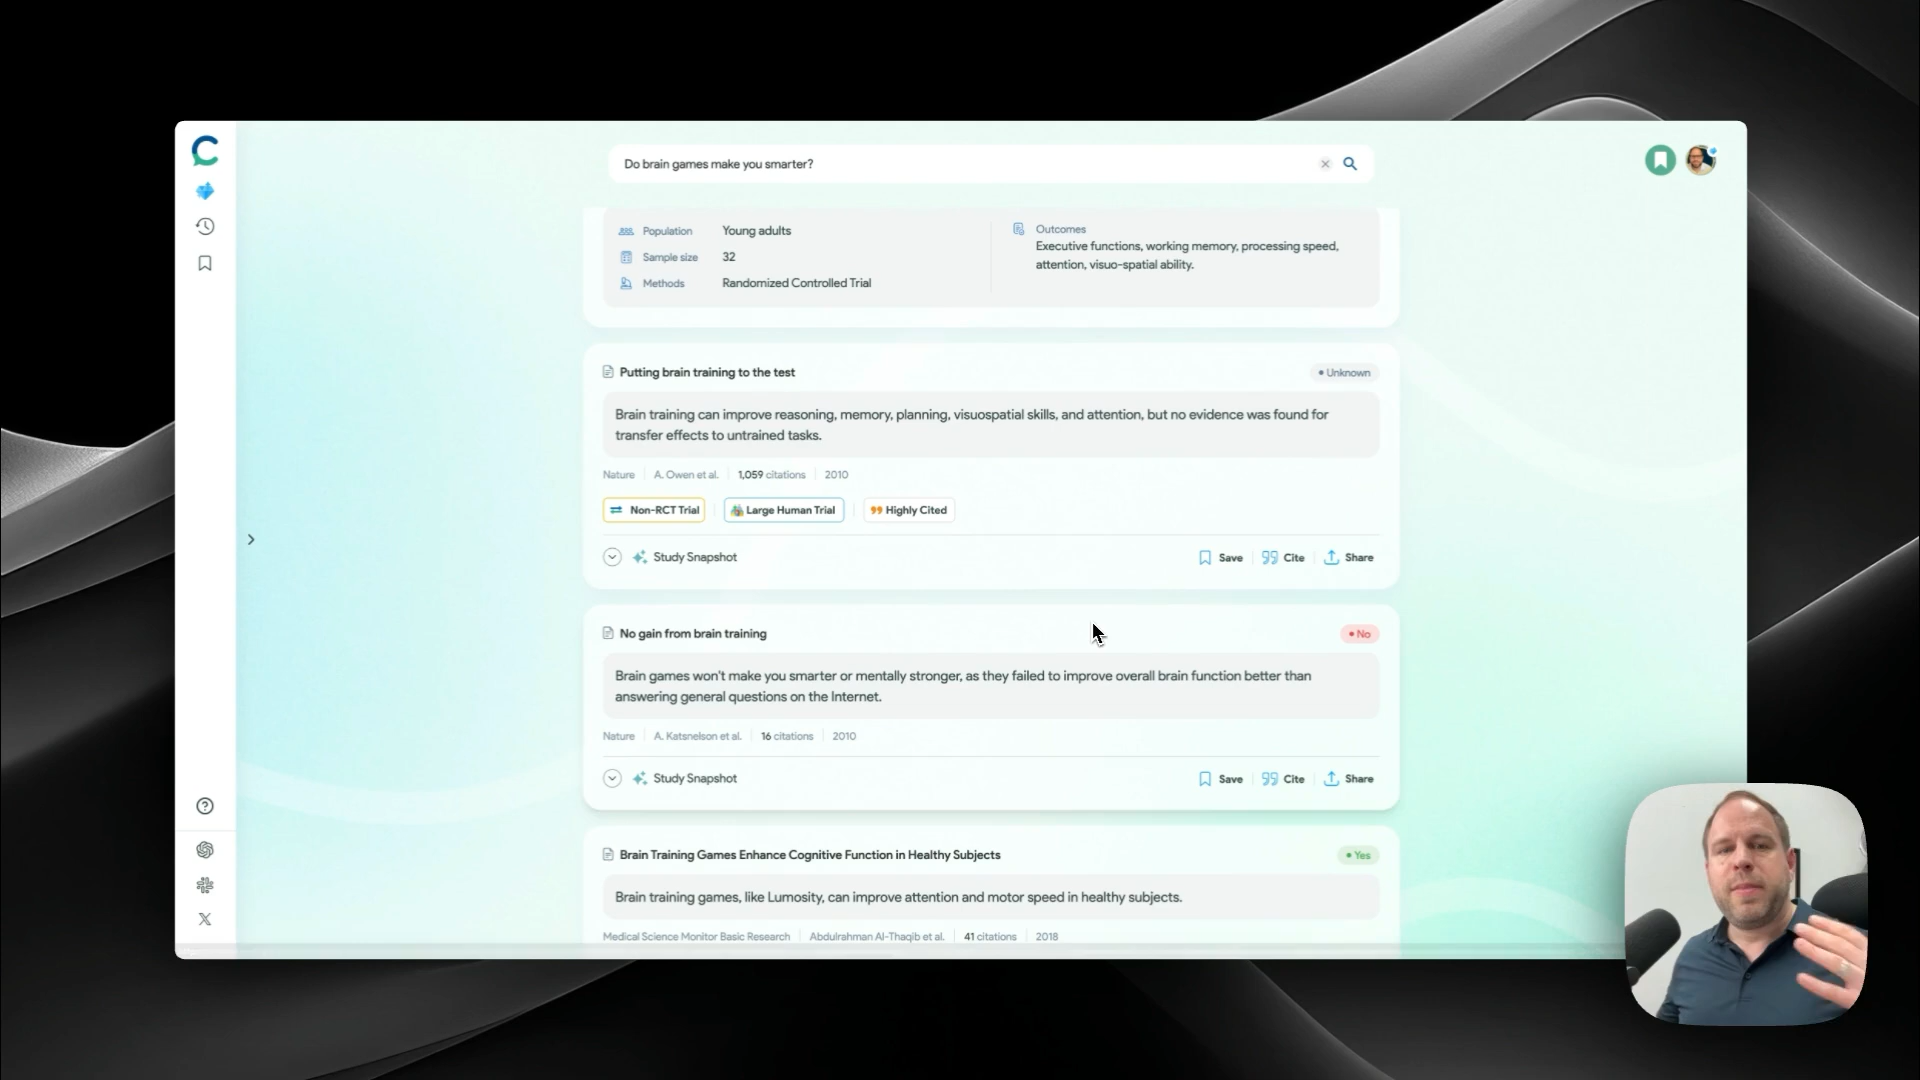 Do brain games make you smarter?
Population Young adults
Sample size 32
Methods Randomized Controlled Trial
Outcomes
Executive functions, working memory, processing speed,
attention, visuo-spatial ability.
Putting brain training to the test
Unknown
Brain training can improve reasoning, memory, planning, visuospatial skills, and attention, but no evidence was found for
transfer effects to untrained tasks.
Nature A. Owen et al. 1,059 citations 2010
Non-RCT Trial Large Human Trial Highly Cited
Study Snapshot Save Cite Share
No gain from brain training
No
Brain games won't make you smarter or mentally stronger, as they failed to improve overall brain function better than
answering general questions on the Internet.
Nature A. Katsnelson et al. 16 citations 2010
Study Snapshot Save Cite Share
Brain Training Games Enhance Cognitive Function in Healthy Subjects
Yes
Brain training games, like Lumosity, can improve attention and motor speed in healthy subjects.
Medical Science Monitor Basic Research Abdulrahman Al-Thaqib et al. 41 citations 2018